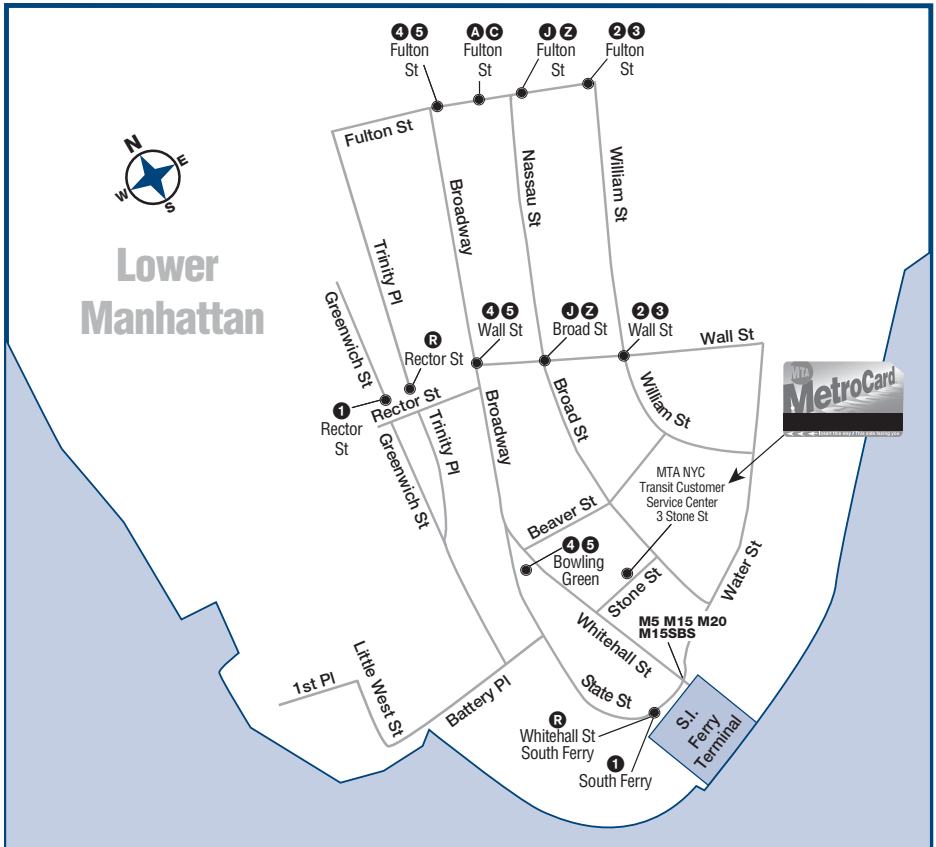 4 5
Fulton
St
A C
Fulton
St
J Z
Fulton
St
2 3
Fulton
St
N
E
W
S
Fulton St
Lower
Manhattan
Trinity Pl
Broadway
Nassau St
William St
Greenwich St
R
Rector St
4 5
Wall St
J Z
Broad St
2 3
Wall St
Wall St
1
Rector
St
Rector St
Trinity Pl
Greenwich St
Broadway
Broad St
William St
MTA
MetroCard
MTA NYC
Transit Customer
Service Center
3 Stone St
Beaver St
4 5
Bowling
Green
Stone St
Water St
M5 M15 M20
M15SBS
Whitehall St
State St
1st Pl
Little West St
Battery Pl
R
Whitehall St
South Ferry
1
South Ferry
S.I.
Ferry
Terminal